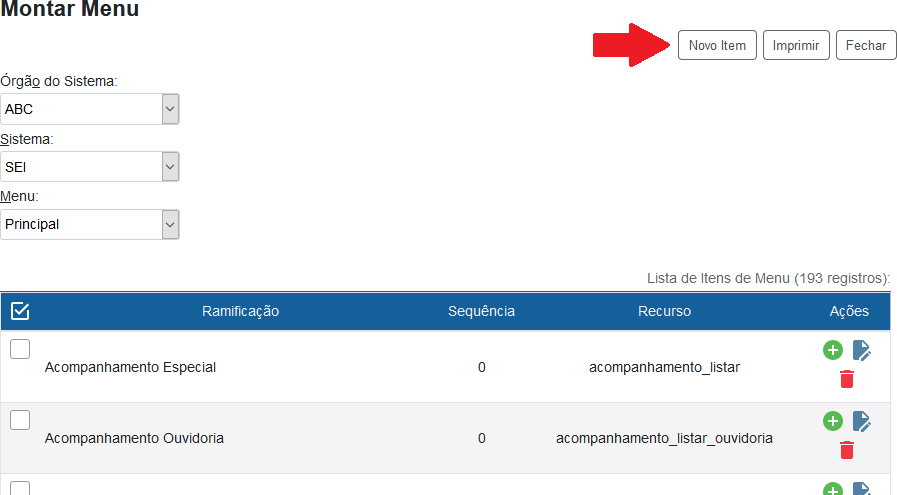 Montar Menu
Novo Item Imprimir Fechar
Órgão do Sistema:
ABC
Sistema:
SEI
Menu:
Principal
Lista de Itens de Menu (193 registros):
Ramificação Sequência Recurso Ações
Acompanhamento Especial 0 acompanhamento_listar
Acompanhamento Ouvidoria 0 acompanhamento_listar_ouvidoria